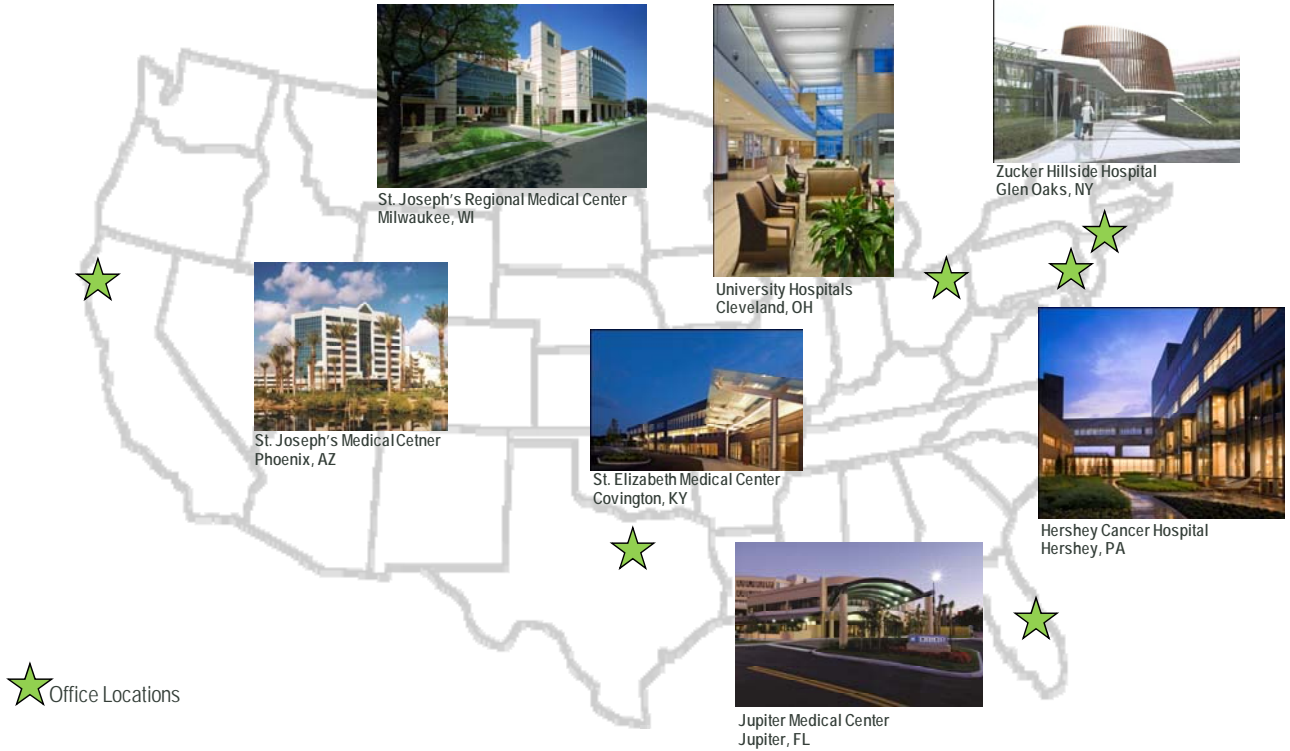 St. Joseph's Regional Medical Center
Milwaukee, WI
Zucker Hillside Hospital
Glen Oaks, NY
University Hospitals
Cleveland, OH
St. Joseph's Medical Cetner
Phoenix, AZ
St. Elizabeth Medical Center
Covington, KY
Hershey Cancer Hospital
Hershey, PA
Office Locations
Jupiter Medical Center
Jupiter, FL